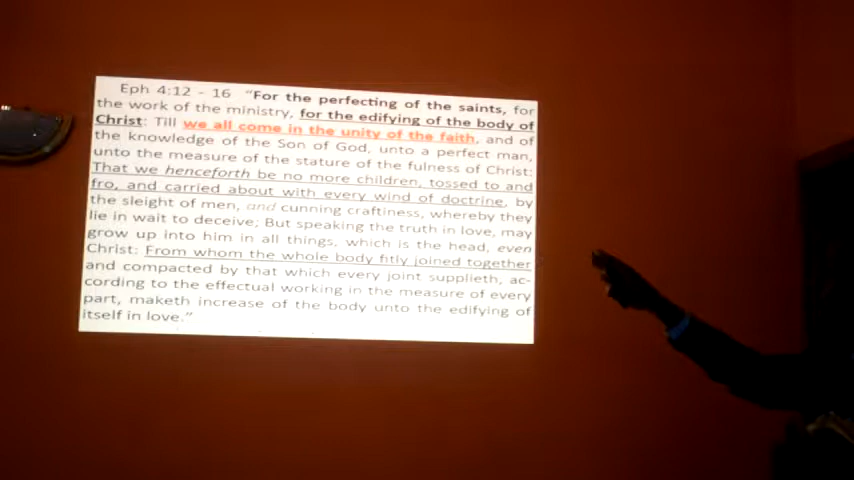 Eph 4:12 - 16 "For the perfecting of the saints, for
the work of the ministry, for the edifying of the body of
Christ: Till we all come in the unity of the faith, and of
the knowledge of the Son of God, unto a perfect man,
unto the measure of the stature of the fulness of Christ:
That we henceforth be no more children, tossed to and
fro, and carried about with every wind of doctrine, by
the sleight of men, and cunning craftiness, whereby they
lie in wait to deceive; But speaking the truth in love, may
grow up into him in all things, which is the head, even
Christ: From whom the whole body fitly joined together
and compacted by that which every joint supplieth, ac-
cording to the effectual working in the measure of every
part, maketh increase of the body unto the edifying of
itself in love."